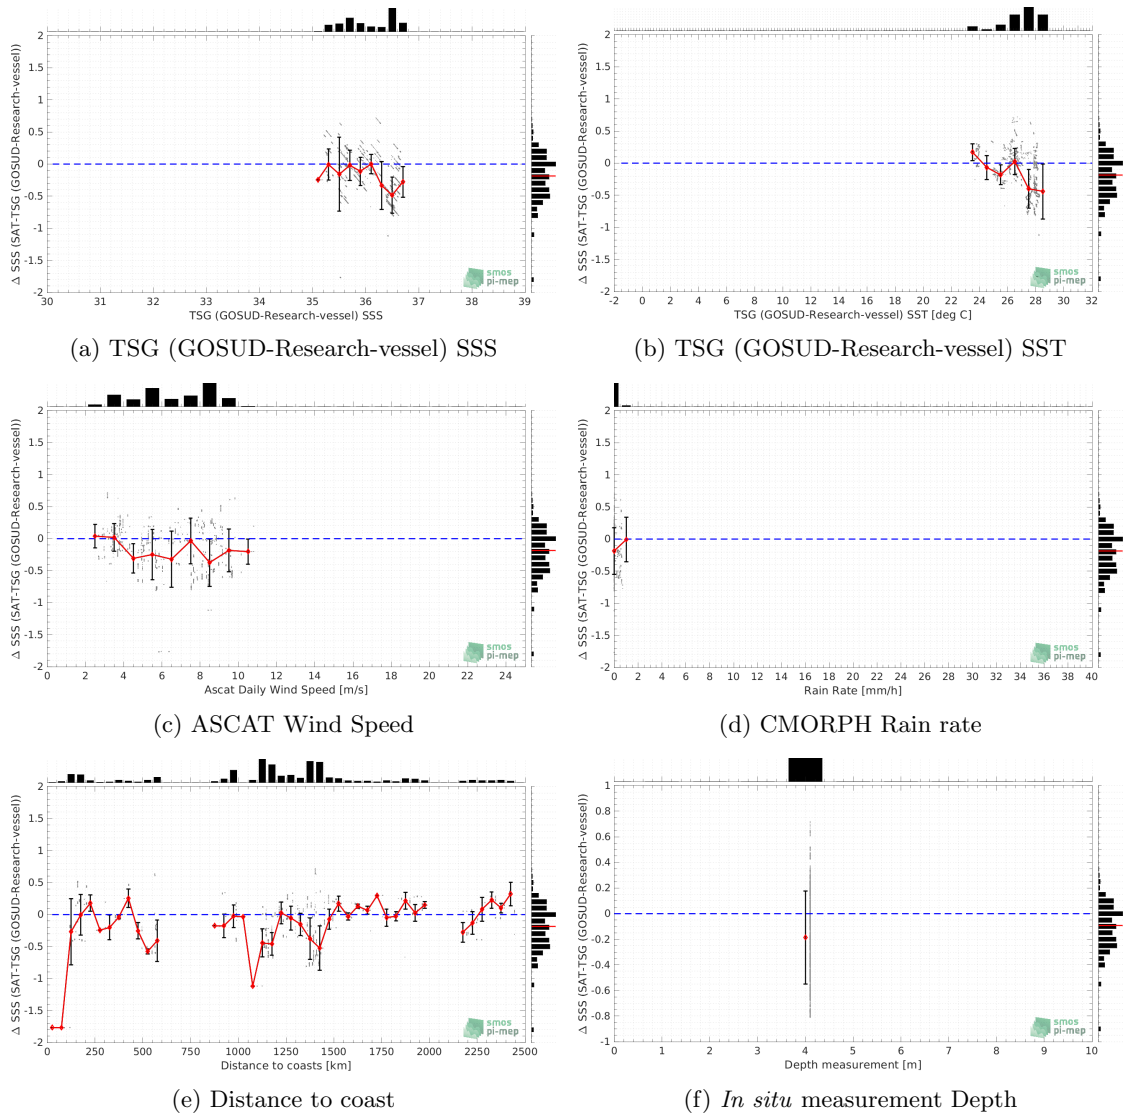 2
1.5
1
0.5
0
-0.5
-1
-1.5
-2
Δ SSS (SAT-TSG (GOSUD-Research-vessel))
30 31 32 33 34 35 36 37 38 39
TSG (GOSUD-Research-vessel) SSS
smos
pi-mep
(a) TSG (GOSUD-Research-vessel) SSS
2
1.5
1
0.5
0
-0.5
-1
-1.5
-2
Δ SSS (SAT-TSG (GOSUD-Research-vessel))
-2 0 2 4 6 8 10 12 14 16 18 20 22 24 26 28 30 32
TSG (GOSUD-Research-vessel) SST [deg C]
smos
pi-mep
(b) TSG (GOSUD-Research-vessel) SST
2
1.5
1
0.5
0
-0.5
-1
-1.5
-2
Δ SSS (SAT-TSG (GOSUD-Research-vessel))
0 2 4 6 8 10 12 14 16 18 20 22 24
Ascat Daily Wind Speed [m/s]
smos
pi-mep
(c) ASCAT Wind Speed
2
1.5
1
0.5
0
-0.5
-1
-1.5
-2
Δ SSS (SAT-TSG (GOSUD-Research-vessel))
0 2 4 6 8 10 12 14 16 18 20 22 24 26 28 30 32 34 36 38 40
Rain Rate [mm/h]
smos
pi-mep
(d) CMORPH Rain rate
2
1.5
1
0.5
0
-0.5
-1
-1.5
-2
Δ SSS (SAT-TSG (GOSUD-Research-vessel))
0 250 500 750 1000 1250 1500 1750 2000 2250 2500
Distance to coasts [km]
smos
pi-mep
(e) Distance to coast
1
0.8
0.6
0.4
0.2
0
-0.2
-0.4
-0.6
-0.8
-1
Δ SSS (SAT-TSG (GOSUD-Research-vessel))
0 1 2 3 4 5 6 7 8 9 10
Depth measurement [m]
smos
pi-mep
(f) In situ measurement Depth